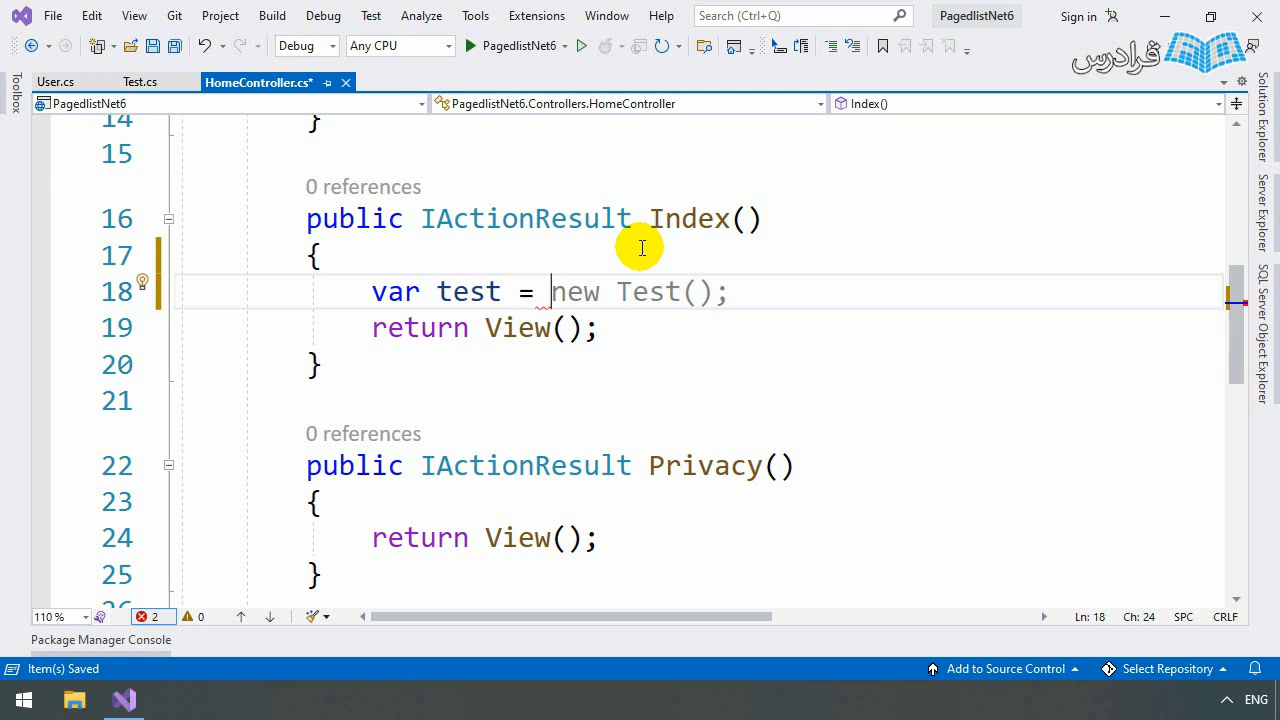 File Edit View Git Project Build Debug Test Analyze Tools Extensions Window Help Search (Ctrl+Q) PagedlistNet6 Sign in
Debug Any CPU PagedlistNet6
فرادرس
User.cs Test.cs HomeController.cs*
PagedlistNet6 PagedlistNet6.Controllers.HomeController Index()
Toolbox
Solution Explorer
Server Explorer
SQL Server Object Explorer
14 }
15
0 references
16 public IActionResult Index()
17 {
18 var test = new Test();
19 return View();
20 }
21
0 references
22 public IActionResult Privacy()
23 {
24 return View();
25 }
26
110 % 2 0 Ln: 18 Ch: 24 SPC CRLF
Package Manager Console
Item(s) Saved Add to Source Control Select Repository
ENG